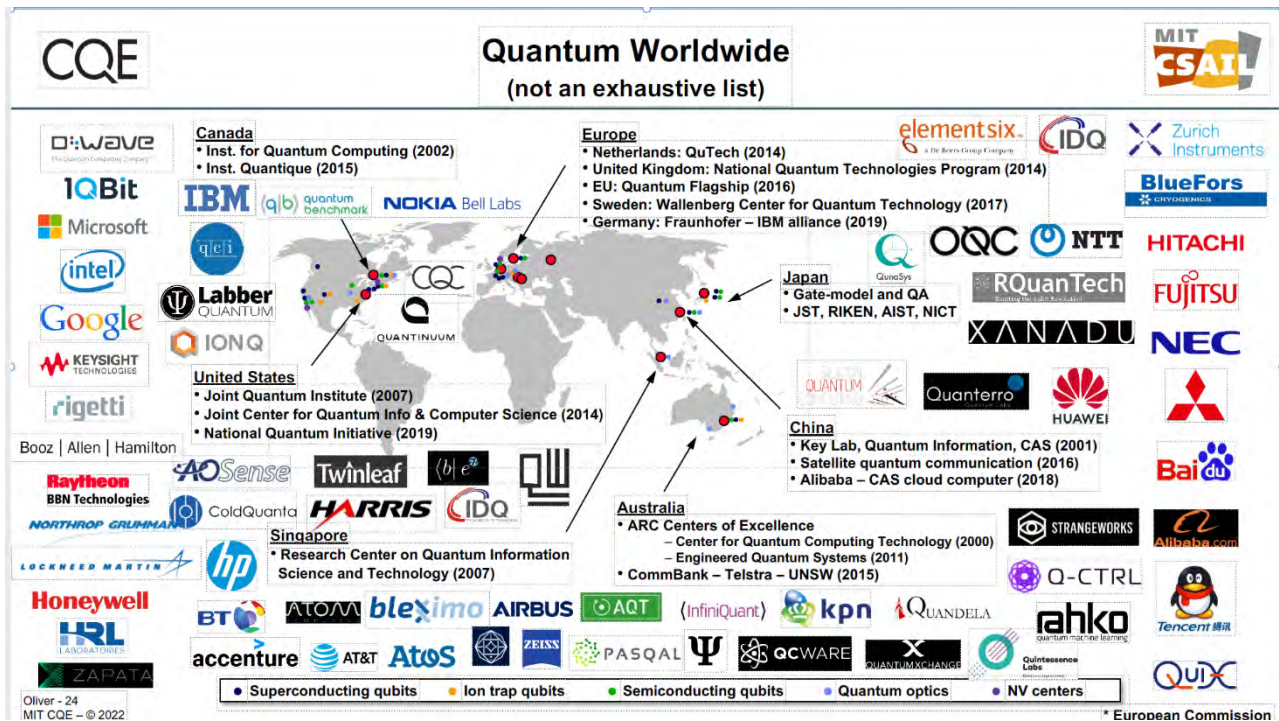 CQE
Quantum Worldwide
(not an exhaustive list)
MIT
CSAIL
D:wave
The Quantum Computing Company
1QBit
Microsoft
intel
Google
KEYSIGHT
TECHNOLOGIES
rigetti
Booz | Allen | Hamilton
Raytheon
BBN Technologies
NORTHROP GRUMMAN
LOCKHEED MARTIN
Honeywell
HRL
LABORATORIES
ZAPATA
Oliver - 24
MIT CQE – © 2022
Canada
• Inst. for Quantum Computing (2002)
• Inst. Quantique (2015)
IBM
⟨q|b⟩ quantum
benchmark
NOKIA Bell Labs
qci
Labber
QUANTUM
IONQ
CQC
QUANTINUUM
United States
• Joint Quantum Institute (2007)
• Joint Center for Quantum Info & Computer Science (2014)
• National Quantum Initiative (2019)
Europe
• Netherlands: QuTech (2014)
• United Kingdom: National Quantum Technologies Program (2014)
• EU: Quantum Flagship (2016)
• Sweden: Wallenberg Center for Quantum Technology (2017)
• Germany: Fraunhofer – IBM alliance (2019)
elementsix
a De Beers Group Company
IDQ
Zurich
Instruments
BlueFors
CRYOGENICS
QunaSys
OQC
NTT
HITACHI
Japan
• Gate-model and QA
• JST, RIKEN, AIST, NICT
RQuanTech
FUJITSU
XANADU
NEC
QUANTUM
Quanterro
Quantum Labs
HUAWEI
China
• Key Lab, Quantum Information, CAS (2001)
• Satellite quantum communication (2016)
• Alibaba – CAS cloud computer (2018)
Baidu
AOSense
Twinleaf
ColdQuanta
HARRIS
IDQ
Singapore
• Research Center on Quantum Information
Science and Technology (2007)
Australia
• ARC Centers of Excellence
– Center for Quantum Computing Technology (2000)
– Engineered Quantum Systems (2011)
• CommBank – Telstra – UNSW (2015)
STRANGEWORKS
Alibaba.com
Q-CTRL
hp
BT
ATOM
COMPUTING
bleximo
AIRBUS
AQT
⟨InfiniQuant⟩
kpn
QUANDELA
rahko
quantum machine learning
Tencent 腾讯
accenture
AT&T
Atos
ZEISS
PASQAL
Ψ
QCWARE
QUANTUMXCHANGE
Quintessence
Labs
QuiX
• Superconducting qubits • Ion trap qubits • Semiconducting qubits • Quantum optics • NV centers
* European Commission